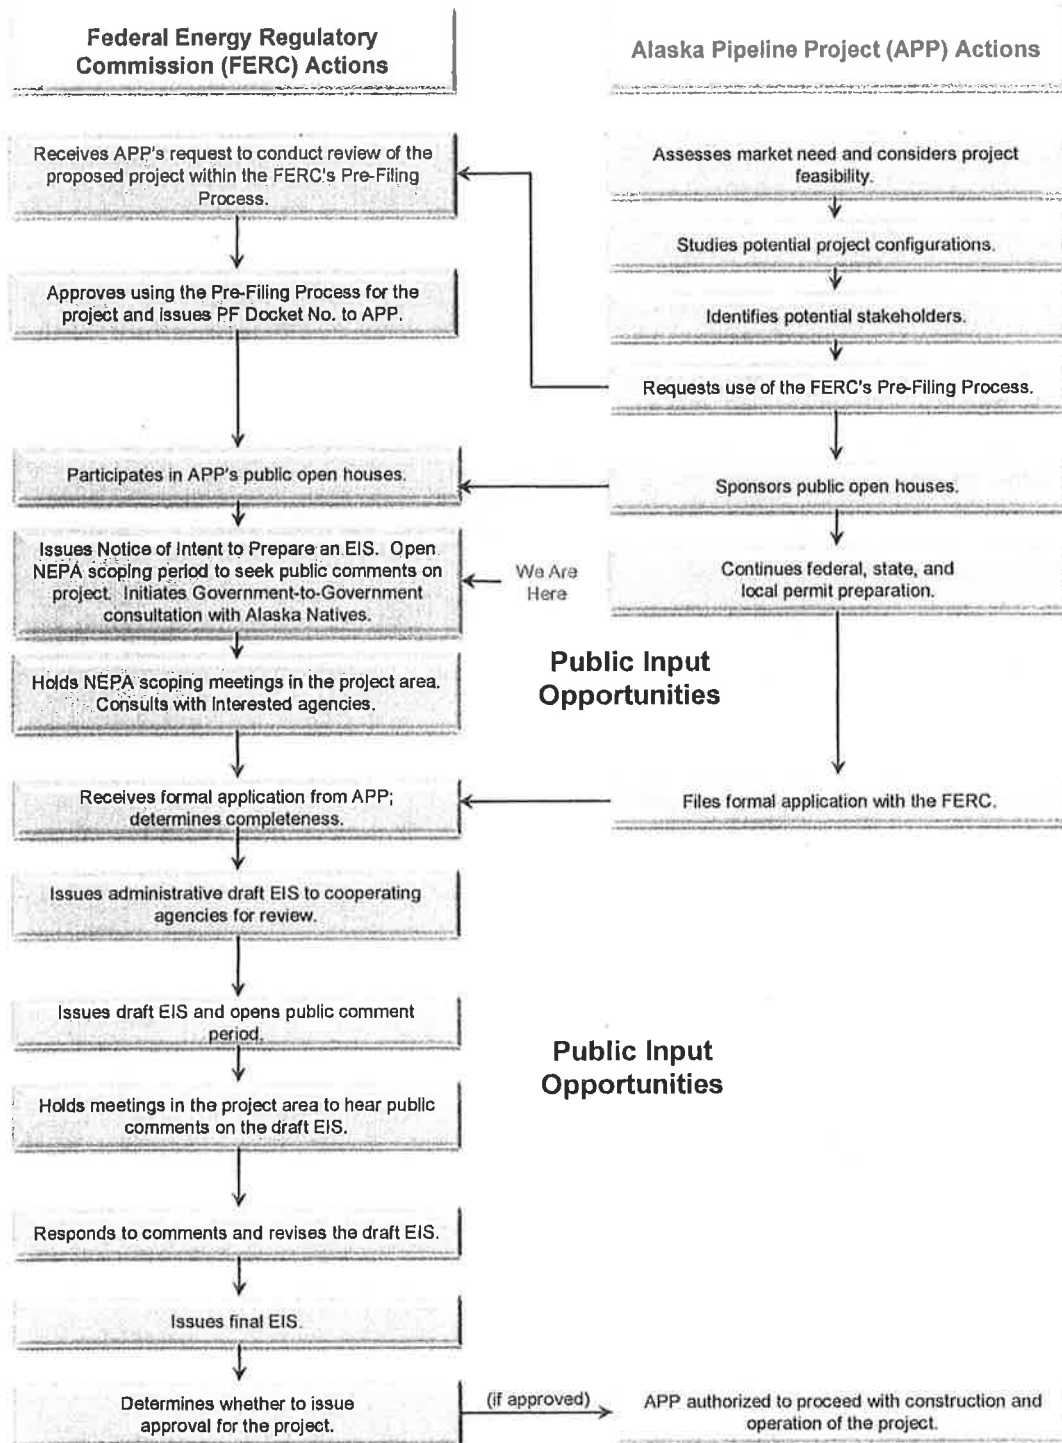 Federal Energy Regulatory
Commission (FERC) Actions
Alaska Pipeline Project (APP) Actions
Receives APP's request to conduct review of the
proposed project within the FERC's Pre-Filing
Process.
Assesses market need and considers project
feasibility.
Studies potential project configurations.
Approves using the Pre-Filing Process for the
project and issues PF Docket No. to APP.
Identifies potential stakeholders.
Requests use of the FERC's Pre-Filing Process.
Participates in APP's public open houses.
Sponsors public open houses.
Issues Notice of Intent to Prepare an EIS. Open
NEPA scoping period to seek public comments on
project. Initiates Government-to-Government
consultation with Alaska Natives.
We Are
Here
Continues federal, state, and
local permit preparation.
Public Input
Opportunities
Holds NEPA scoping meetings in the project area.
Consults with Interested agencies.
Receives formal application from APP;
determines completeness.
Files formal application with the FERC.
Issues administrative draft EIS to cooperating
agencies for review.
Issues draft EIS and opens public comment
period.
Public Input
Opportunities
Holds meetings in the project area to hear public
comments on the draft EIS.
Responds to comments and revises the draft EIS.
Issues final EIS.
Determines whether to issue
approval for the project.
(if approved)
APP authorized to proceed with construction and
operation of the project.